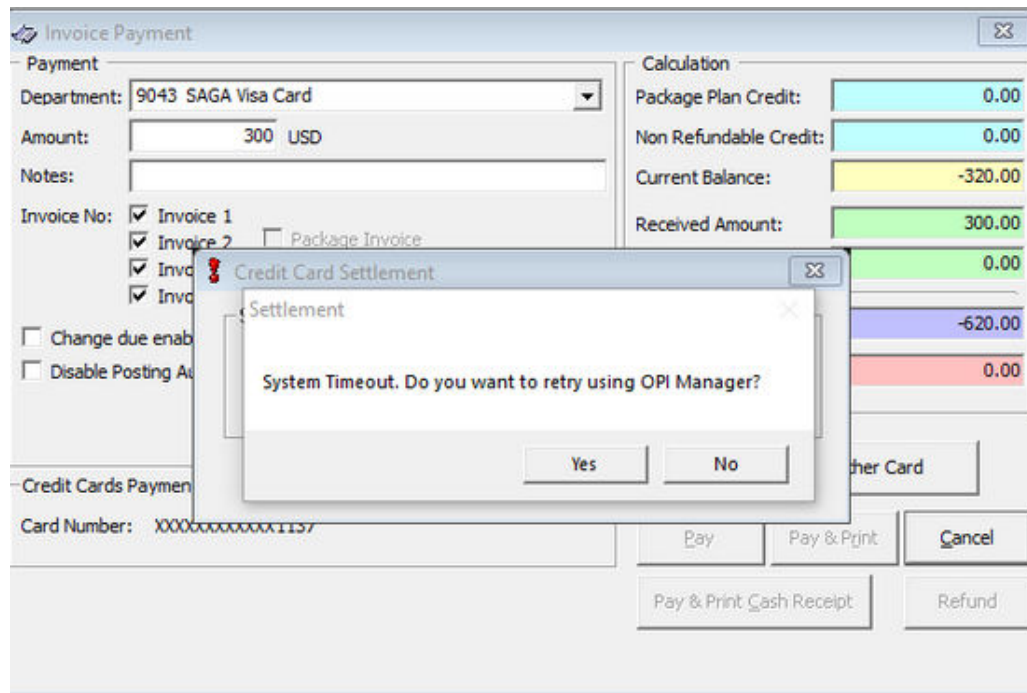 Invoice Payment
Payment
Department: 9043 SAGA Visa Card
Amount: 300 USD
Notes:
Invoice No: Invoice 1
Invoice 2 Package Invoice
Invo
Invo
Change due enab
Disable Posting Au
Credit Cards Paymen
Card Number: XXXXXXXXXXXX1137
Calculation
Package Plan Credit: 0.00
Non Refundable Credit: 0.00
Current Balance: -320.00
Received Amount: 300.00
0.00
-620.00
0.00
Credit Card Settlement
Settlement
System Timeout. Do you want to retry using OPI Manager?
Yes No
her Card
Pay Pay & Print Cancel
Pay & Print Cash Receipt Refund